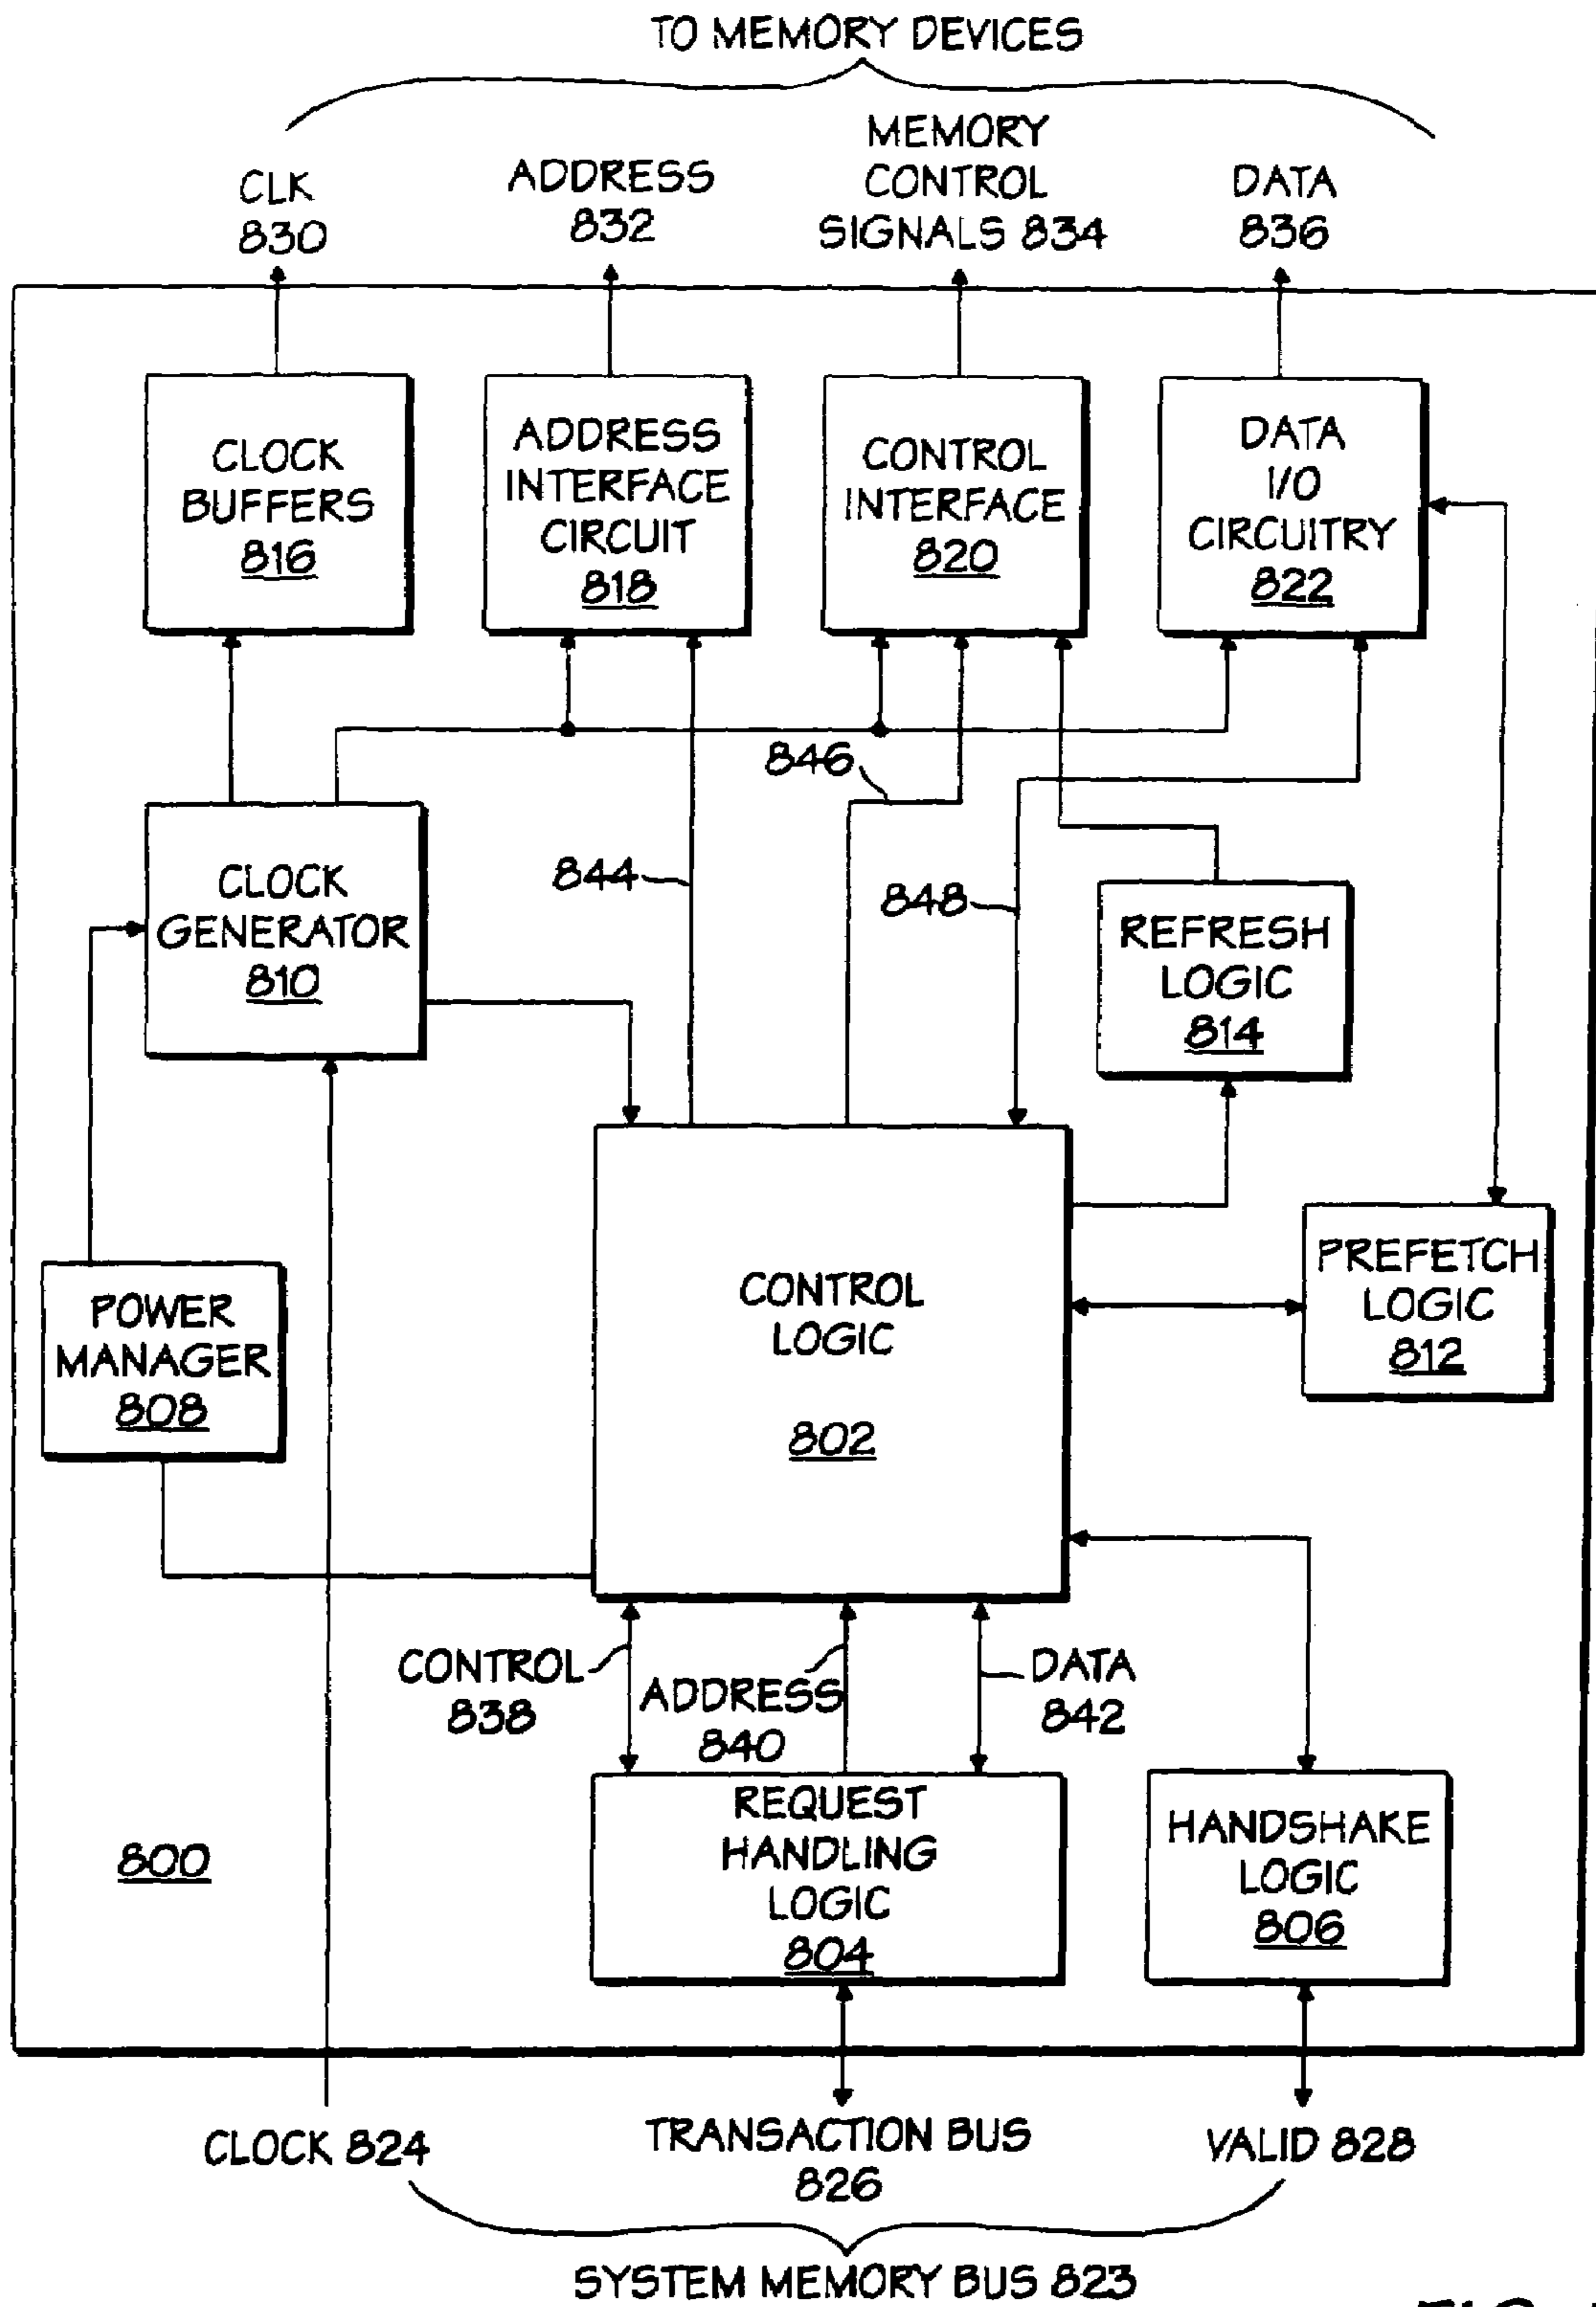 TO MEMORY DEVICES
CLK
830
ADDRESS
832
MEMORY
CONTROL
SIGNALS 834
DATA
836
CLOCK
BUFFERS
816
ADDRESS
INTERFACE
CIRCUIT
818
CONTROL
INTERFACE
820
DATA
I/O
CIRCUITRY
822
846
844
848
CLOCK
GENERATOR
810
REFRESH
LOGIC
814
POWER
MANAGER
808
CONTROL
LOGIC
802
PREFETCH
LOGIC
812
CONTROL
838
ADDRESS
840
DATA
842
800
REQUEST
HANDLING
LOGIC
804
HANDSHAKE
LOGIC
806
CLOCK 824
TRANSACTION BUS
826
VALID 828
SYSTEM MEMORY BUS 823